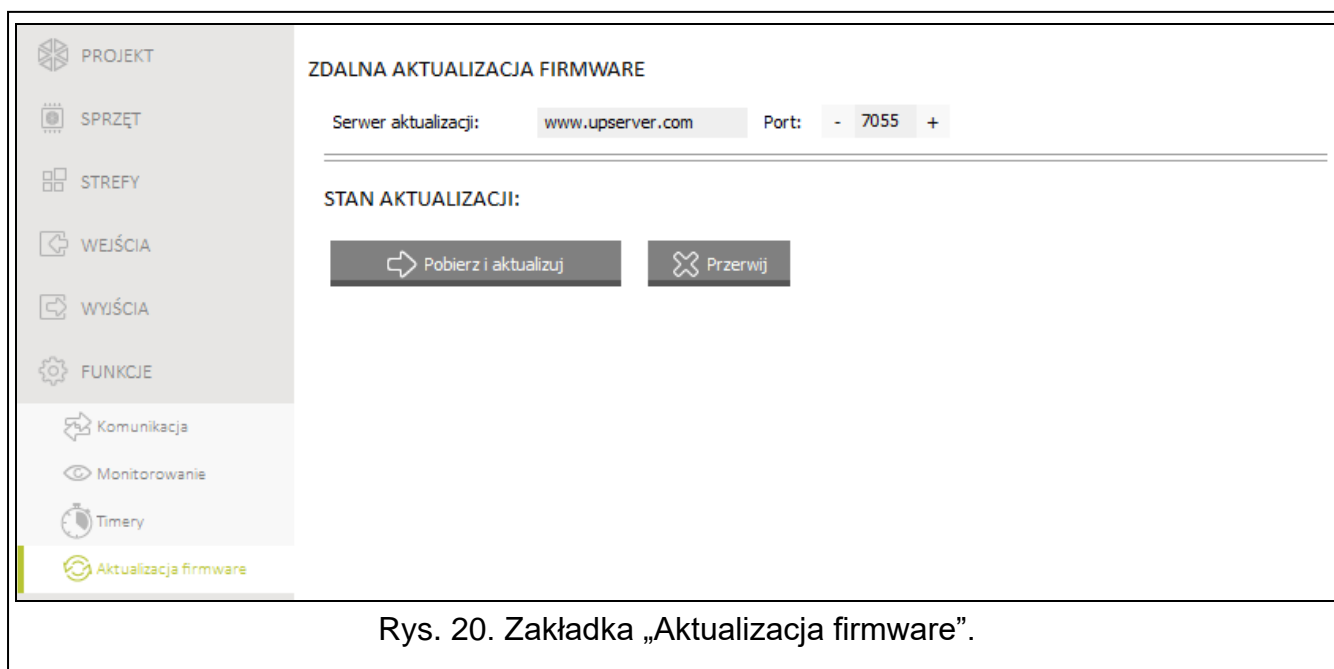 PROJEKT
SPRZĘT
STREFY
WEJŚCIA
WYJŚCIA
FUNKCJE
Komunikacja
Monitorowanie
Timery
Aktualizacja firmware
ZDALNA AKTUALIZACJA FIRMWARE
Serwer aktualizacji: www.upserver.com Port: - 7055 +
STAN AKTUALIZACJI:
Pobierz i aktualizuj Przerwij
Rys. 20. Zakładka „Aktualizacja firmware”.